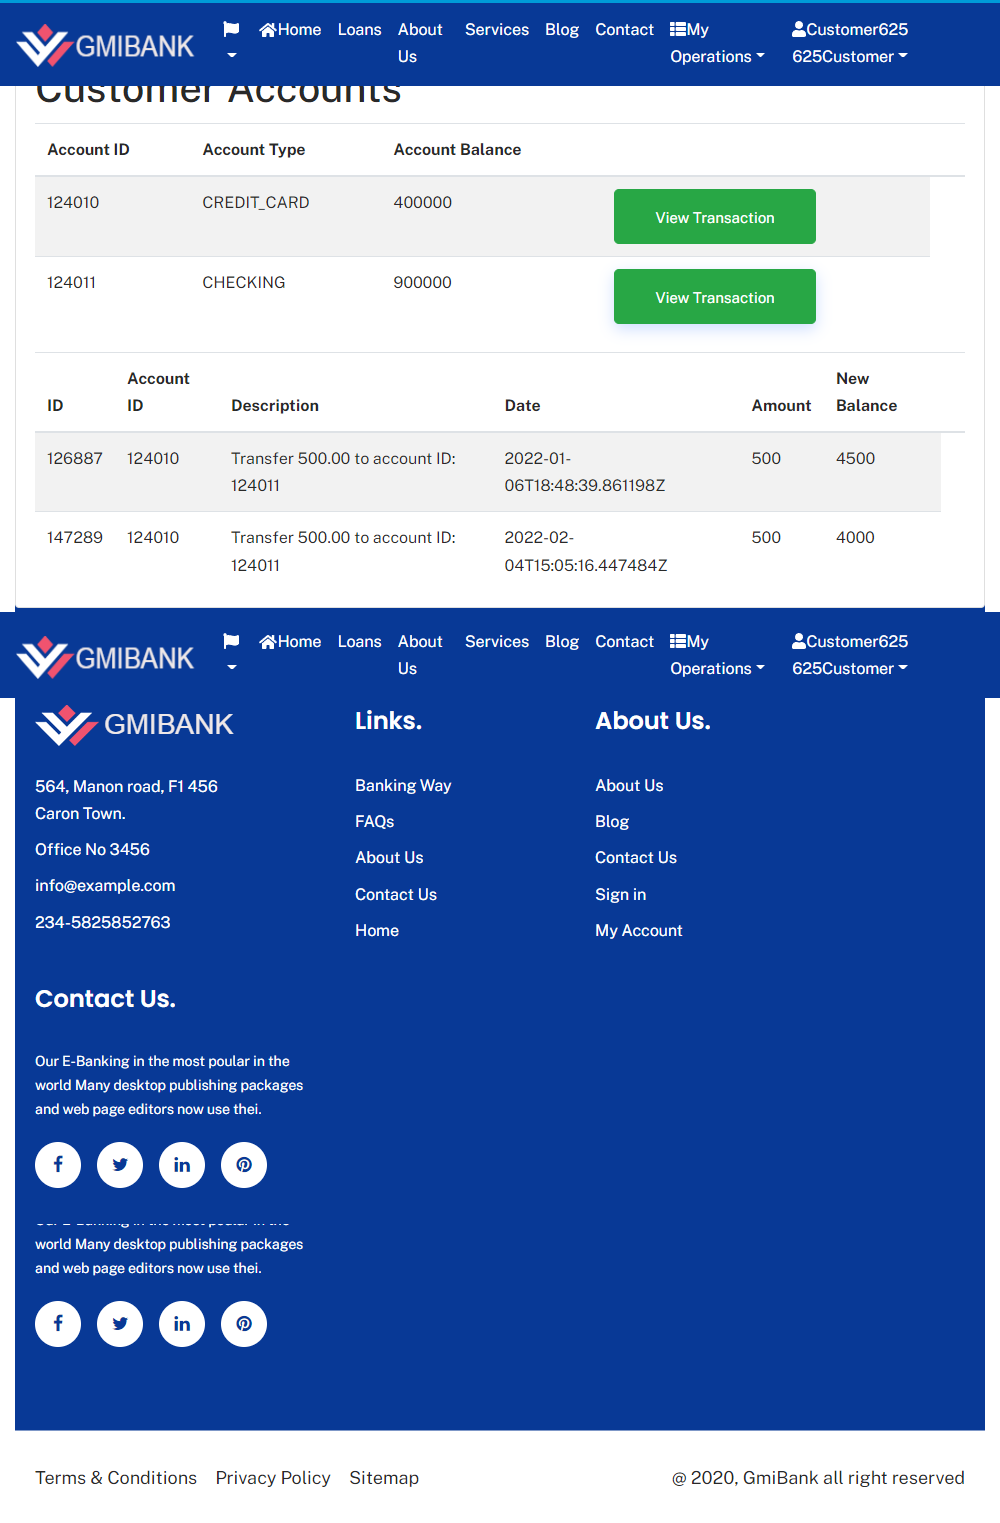 GMIBANK Home Loans About Us Services Blog Contact My Operations Customer625 625Customer
Customer Accounts
Account ID Account Type Account Balance
124010 CREDIT_CARD 400000 View Transaction
124011 CHECKING 900000 View Transaction
ID Account ID Description Date Amount New Balance
126887 124010 Transfer 500.00 to account ID: 124011 2022-01-06T18:48:39.861198Z 500 4500
147289 124010 Transfer 500.00 to account ID: 124011 2022-02-04T15:05:16.447484Z 500 4000
GMIBANK Home Loans About Us Services Blog Contact My Operations Customer625 625Customer
GMIBANK
564, Manon road, F1 456
Caron Town.
Office No 3456
info@example.com
234-5825852763
Links.
Banking Way
FAQs
About Us
Contact Us
Home
About Us.
About Us
Blog
Contact Us
Sign in
My Account
Contact Us.
Our E-Banking in the most poular in the
world Many desktop publishing packages
and web page editors now use thei.
Our E-Banking in the most poular in the
world Many desktop publishing packages
and web page editors now use thei.
Terms & Conditions Privacy Policy Sitemap @ 2020, GmiBank all right reserved